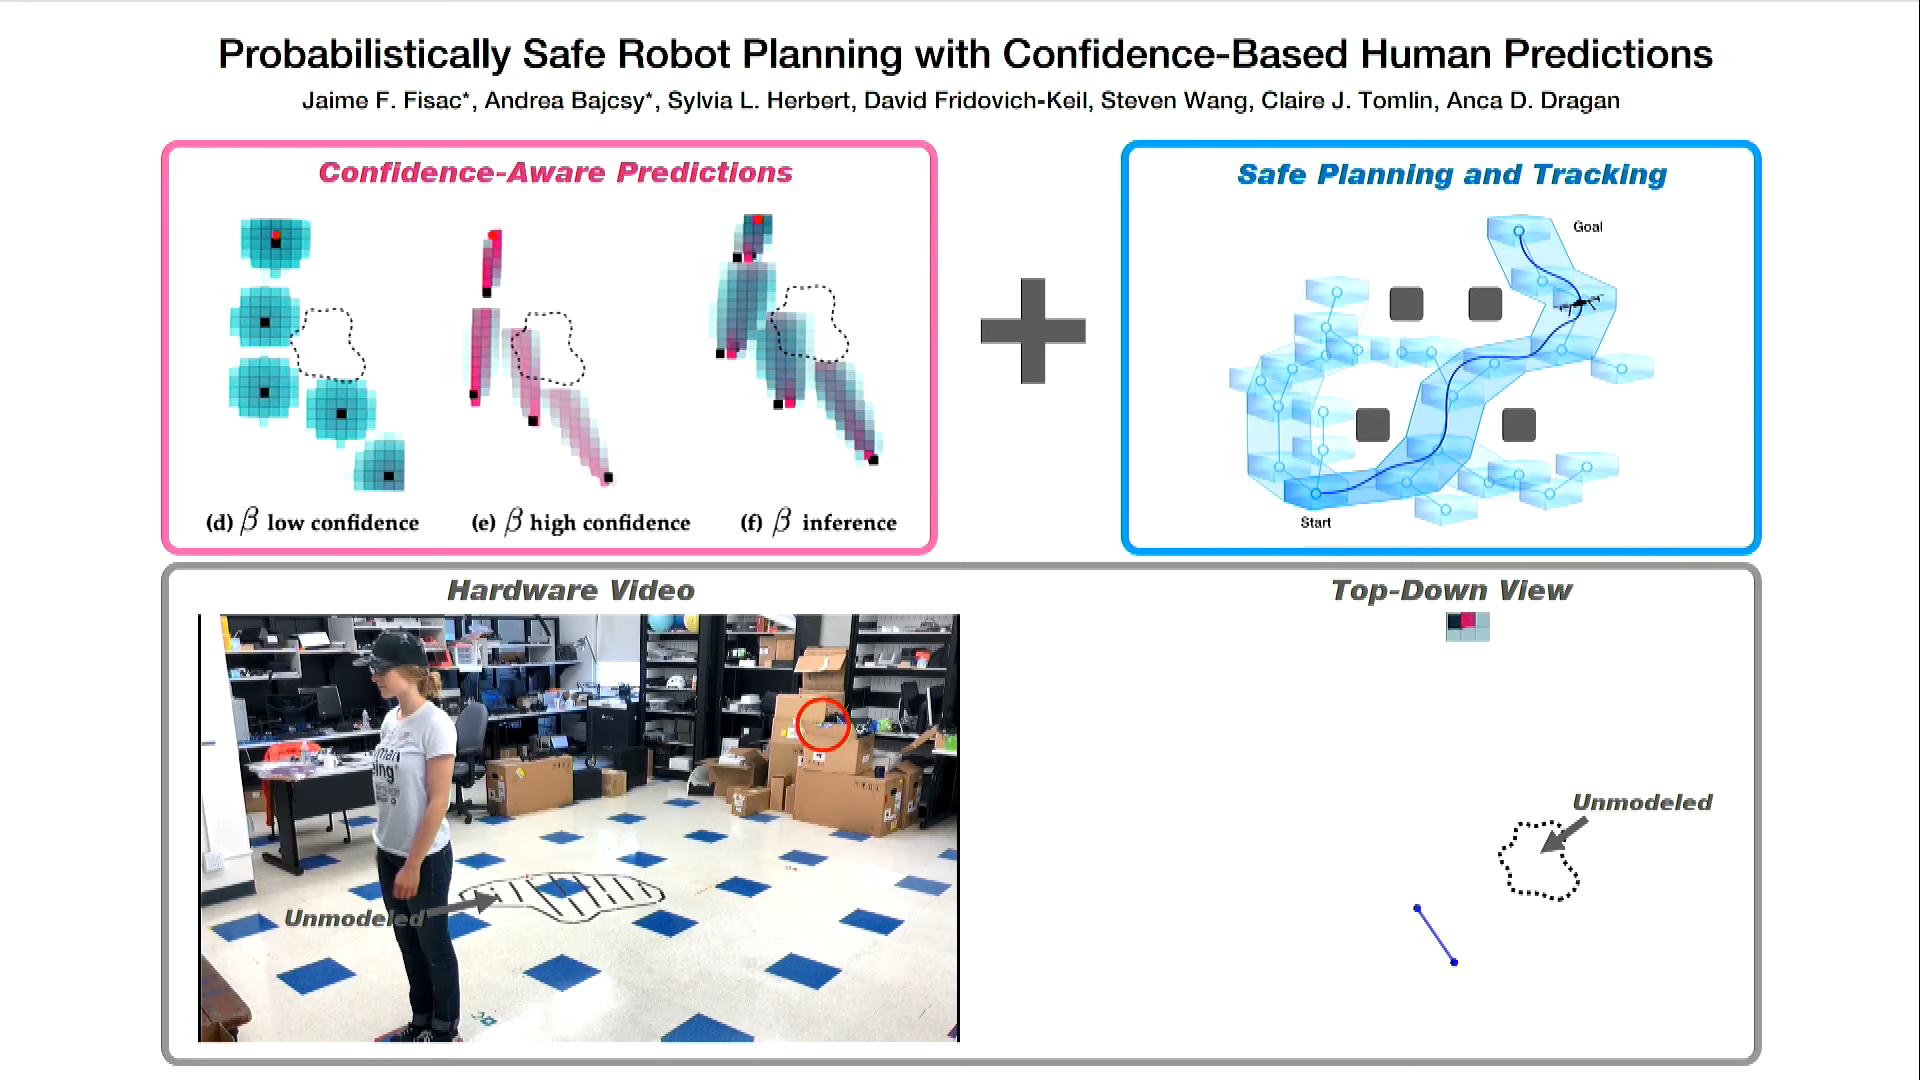 Probabilistically Safe Robot Planning with Confidence-Based Human Predictions
Jaime F. Fisac*, Andrea Bajcsy*, Sylvia L. Herbert, David Fridovich-Keil, Steven Wang, Claire J. Tomlin, Anca D. Dragan
Confidence-Aware Predictions
(d) β low confidence
(e) β high confidence
(f) β inference
Safe Planning and Tracking
Goal
Start
Hardware Video
Unmodeled
Top-Down View
Unmodeled